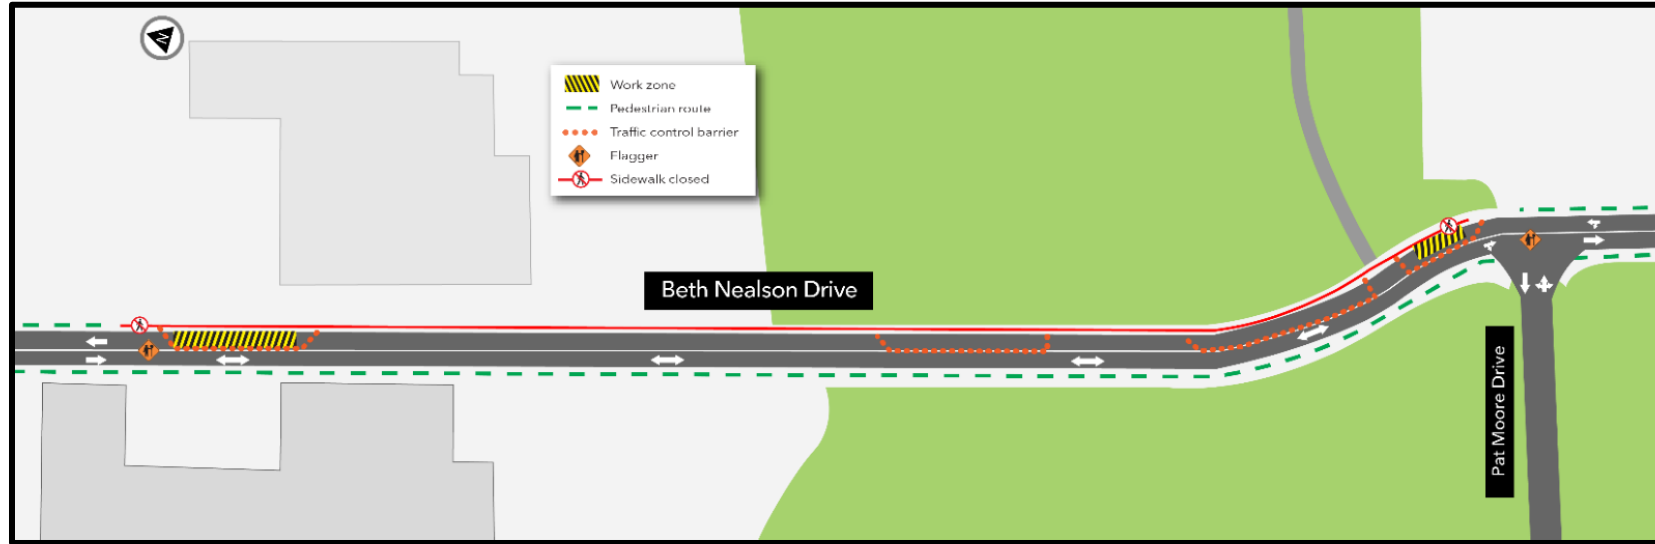 N
Work zone
Pedestrian route
Traffic control barrier
Flagger
Sidewalk closed
Beth Nealson Drive
Pat Moore Drive